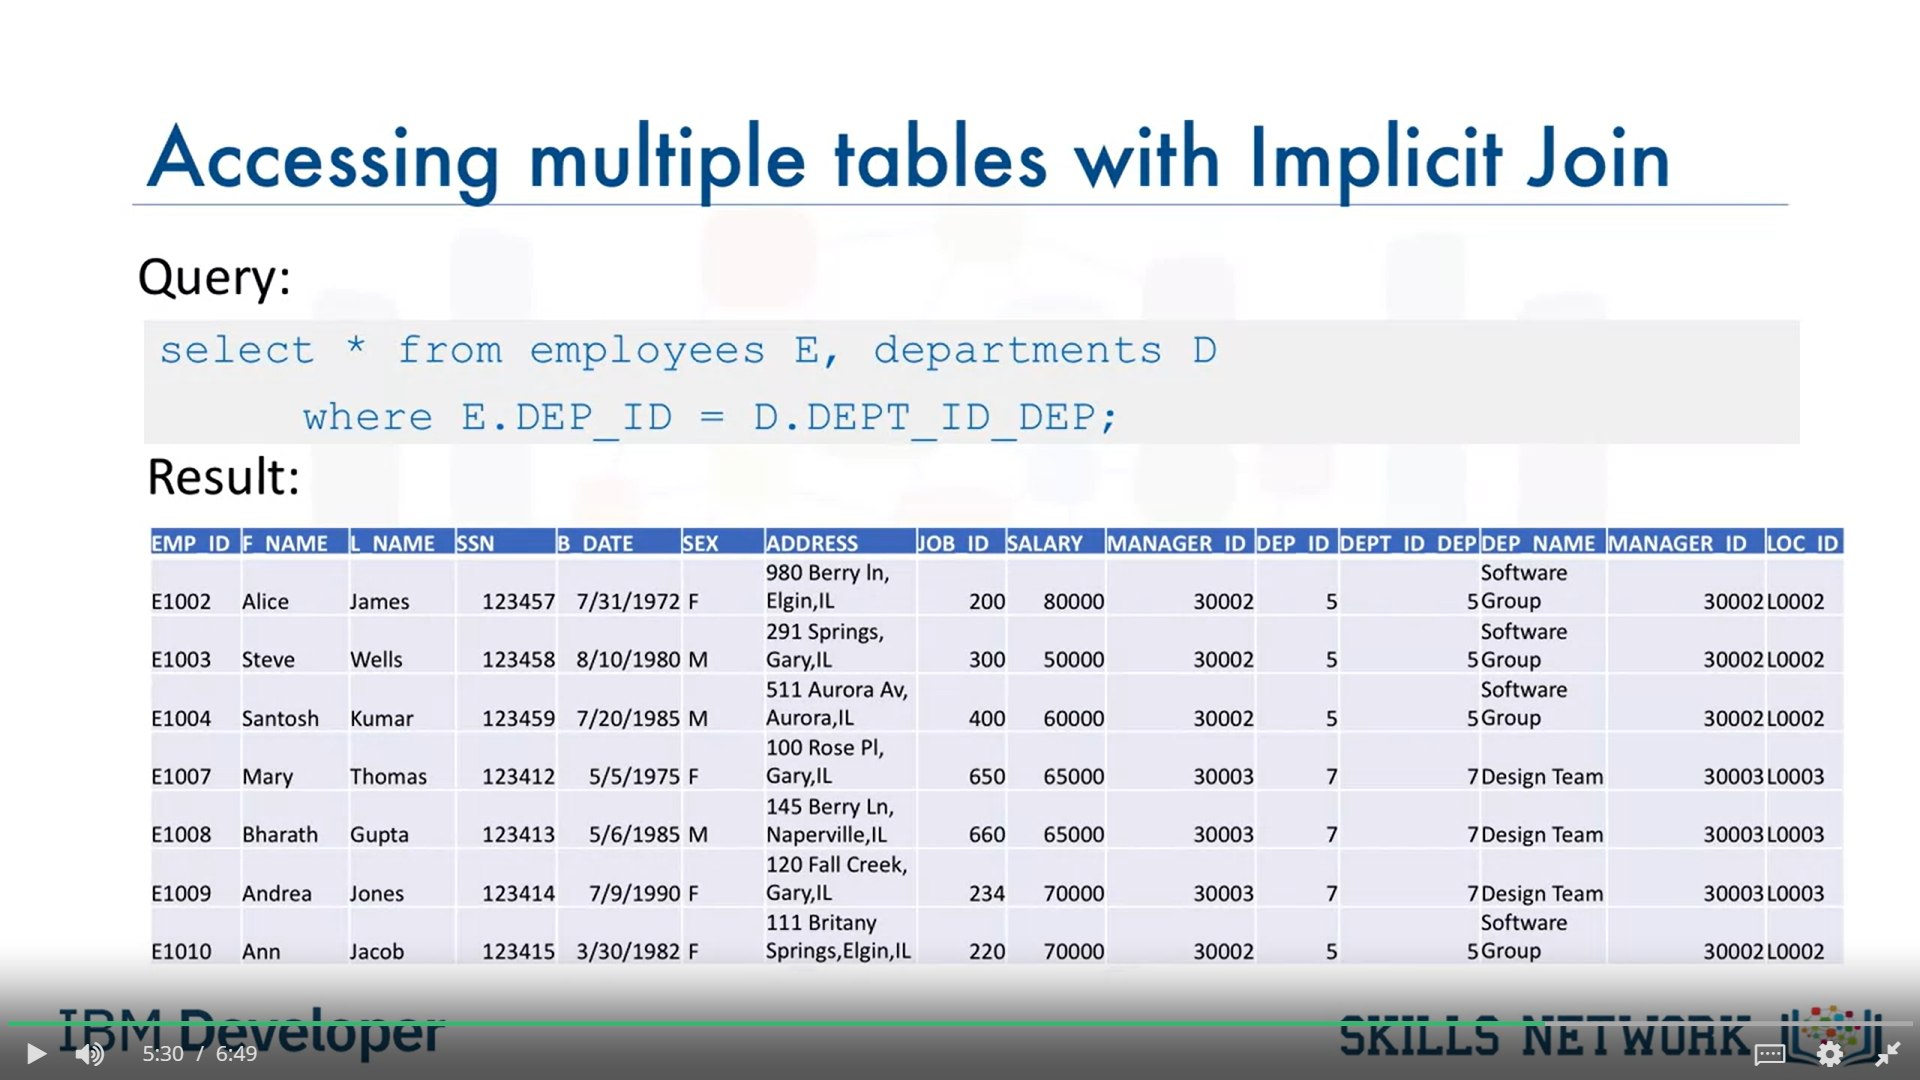 Accessing multiple tables with Implicit Join
Query:
select * from employees E, departments D
where E.DEP_ID = D.DEPT_ID_DEP;
Result:
EMP_ID F_NAME L_NAME SSN B_DATE SEX ADDRESS JOB_ID SALARY MANAGER_ID DEP_ID DEPT_ID_DEP DEP_NAME MANAGER_ID LOC_ID
980 Berry ln, Software
E1002 Alice James 123457 7/31/1972 F Elgin,IL 200 80000 30002 5 5 Group 30002 L0002
291 Springs, Software
E1003 Steve Wells 123458 8/10/1980 M Gary,IL 300 50000 30002 5 5 Group 30002 L0002
511 Aurora Av, Software
E1004 Santosh Kumar 123459 7/20/1985 M Aurora,IL 400 60000 30002 5 5 Group 30002 L0002
100 Rose Pl,
E1007 Mary Thomas 123412 5/5/1975 F Gary,IL 650 65000 30003 7 7 Design Team 30003 L0003
145 Berry Ln,
E1008 Bharath Gupta 123413 5/6/1985 M Naperville,IL 660 65000 30003 7 7 Design Team 30003 L0003
120 Fall Creek,
E1009 Andrea Jones 123414 7/9/1990 F Gary,IL 234 70000 30003 7 7 Design Team 30003 L0003
111 Britany Software
E1010 Ann Jacob 123415 3/30/1982 F Springs,Elgin,IL 220 70000 30002 5 5 Group 30002 L0002
IBM Developer SKILLS NETWORK
5:30 / 6:49